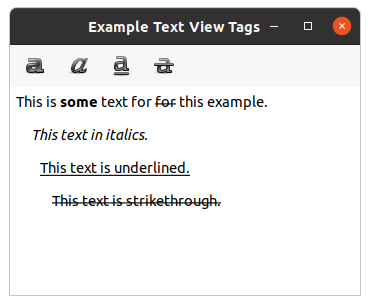 Example Text View Tags
a a a a
This is some text for for this example.
This text in italics.
This text is underlined.
This text is strikethrough.